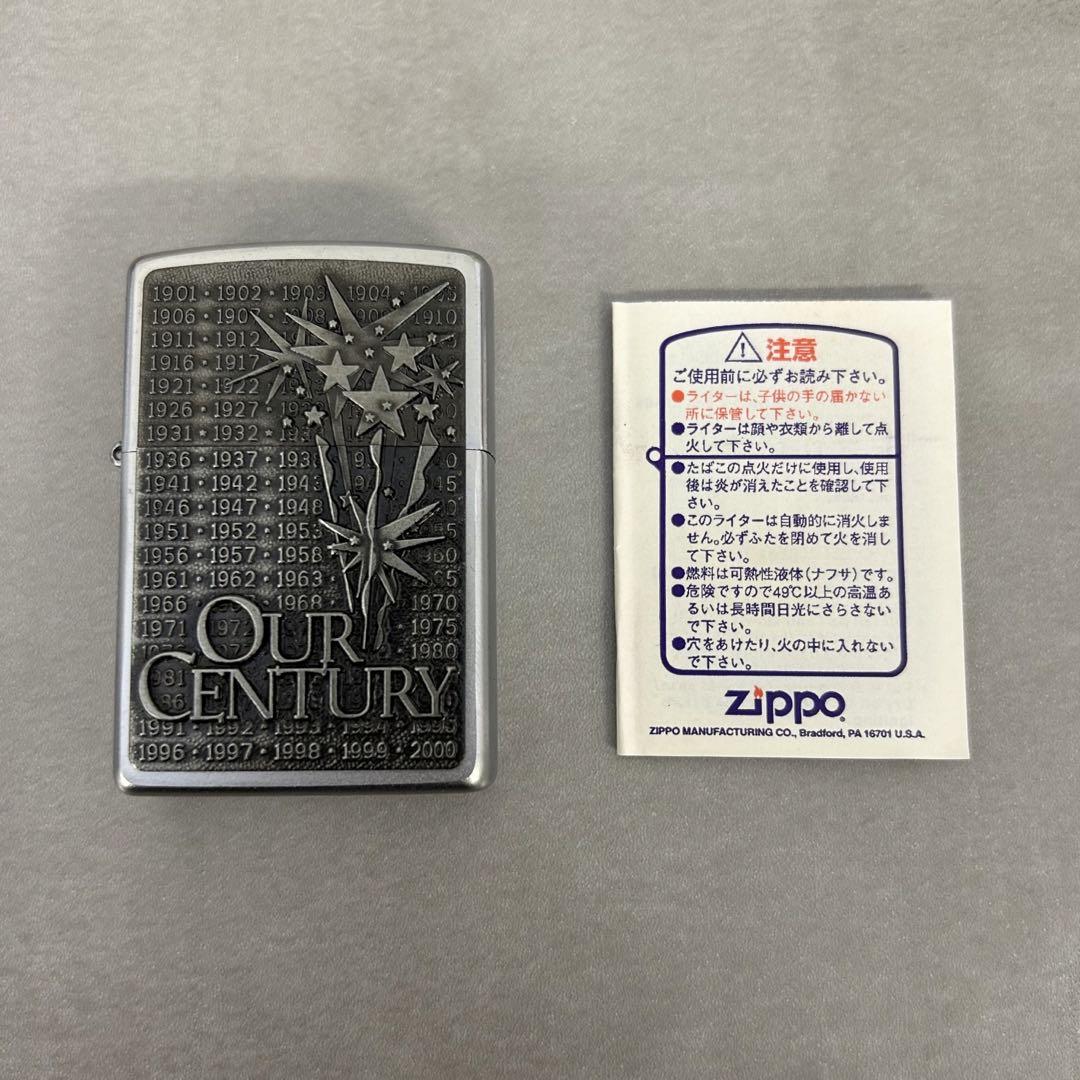 1901 · 1902 · 1903 1904
1906 · 1907 1910
1911 · 1912
1916 · 1917
1921 · 1922
1926 · 1927
1931 · 1932
1936 · 1937 · 1938
1941 · 1942 · 1943
1946 · 1947 · 1948
1951 · 1952 · 1953
1956 · 1957 · 1958 1960
1961 · 1962 · 1963
1966 1968 1970
1971 1972 1975
1980
OUR
CENTURY
1991 1992 1993
1996 · 1997 · 1998 · 1999 · 2000
注意
ご使用前に必ずお読み下さい。
●ライターは、子供の手の届かない
所に保管して下さい。
●ライターは顔や衣類から離して点
火して下さい。
●たばこの点火だけに使用し、使用
後は炎が消えたことを確認して下
さい。
●このライターは自動的に消火しま
せん。必ずふたを閉めて火を消し
て下さい。
●燃料は可熱性液体（ナフサ）です。
●危険ですので49℃以上の高温あ
るいは長時間日光にさらさない
で下さい。
●穴をあけたり、火の中に入れない
で下さい。
Zippo®
ZIPPO MANUFACTURING CO., Bradford, PA 16701 U.S.A.